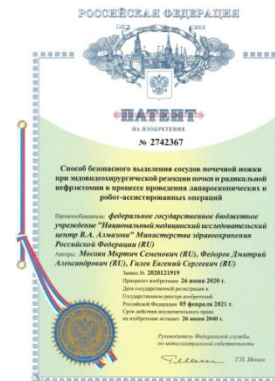 РОССИЙСКАЯ ФЕДЕРАЦИЯ
ПАТЕНТ
НА ИЗОБРЕТЕНИЕ
№ 2742367
Способ безопасного выделения сосудов почечной ножки
при эндовидеохирургической резекции почки и радикальной
нефрэктомии в процессе проведения лапароскопических и
робот-ассистированных операций
Патентообладатель: федеральное государственное бюджетное
учреждение "Национальный медицинский исследовательский
центр В.А. Алмазова" Министерства здравоохранения
Российской Федерации (RU)
Авторы: Мосоян Мкртич Семенович (RU), Федоров Дмитрий
Александрович (RU), Гилев Евгений Сергеевич (RU)
Заявка № 2020121919
Приоритет изобретения 26 июня 2020 г.
Дата государственной регистрации в
Государственном реестре изобретений
Российской Федерации 05 февраля 2021 г.
Срок действия исключительного права
на изобретение истекает 26 июня 2040 г.
Руководитель Федеральной службы
по интеллектуальной собственности
Г.П. Ивлиев